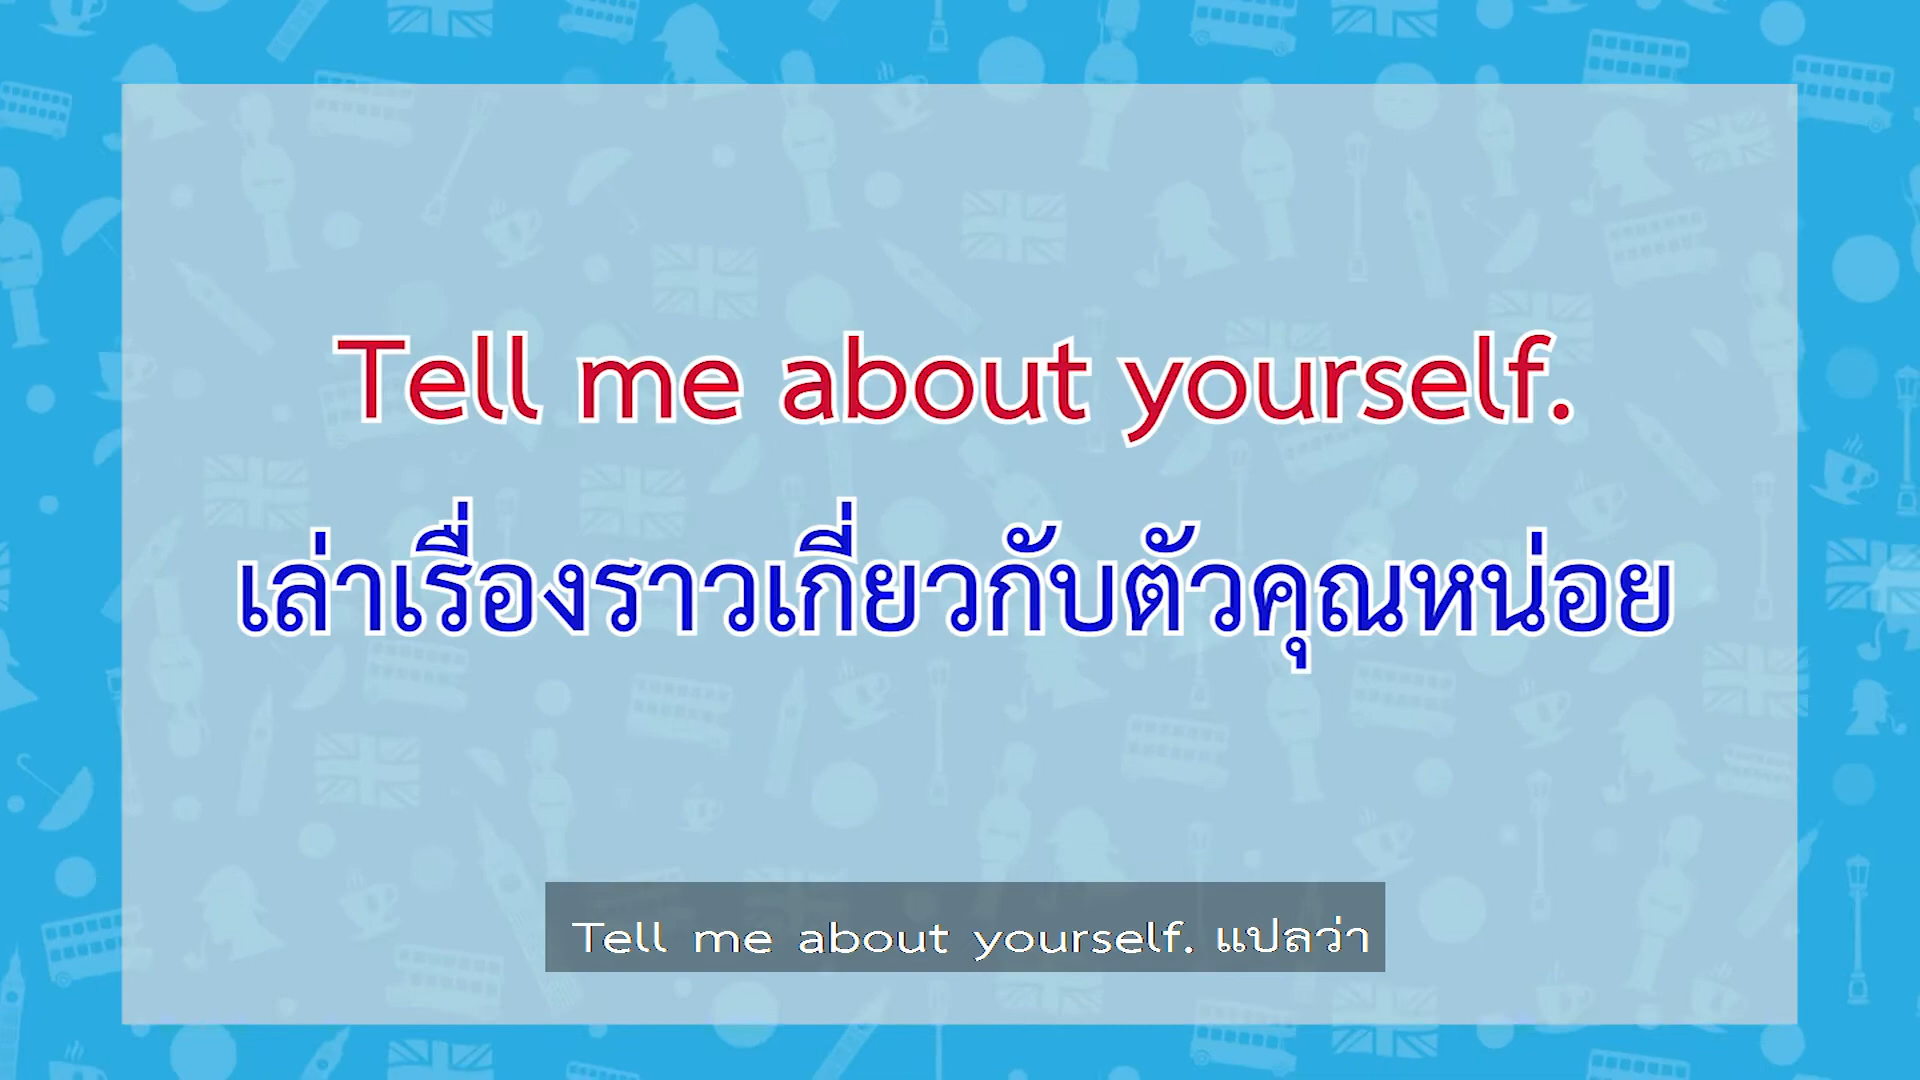 Tell me about yourself.
เล่าเรื่องราวเกี่ยวกับตัวคุณหน่อย
Tell me about yourself. แปลว่า